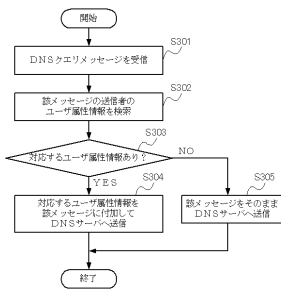 開始
S301
DNSクエリメッセージを受信
S302
該メッセージの送信者の
ユーザ属性情報を検索
S303
対応するユーザ属性情報あり？
NO
YES
S304
対応するユーザ属性情報を
該メッセージに付加して
DNSサーバへ送信
S305
該メッセージをそのまま
DNSサーバへ送信
終了